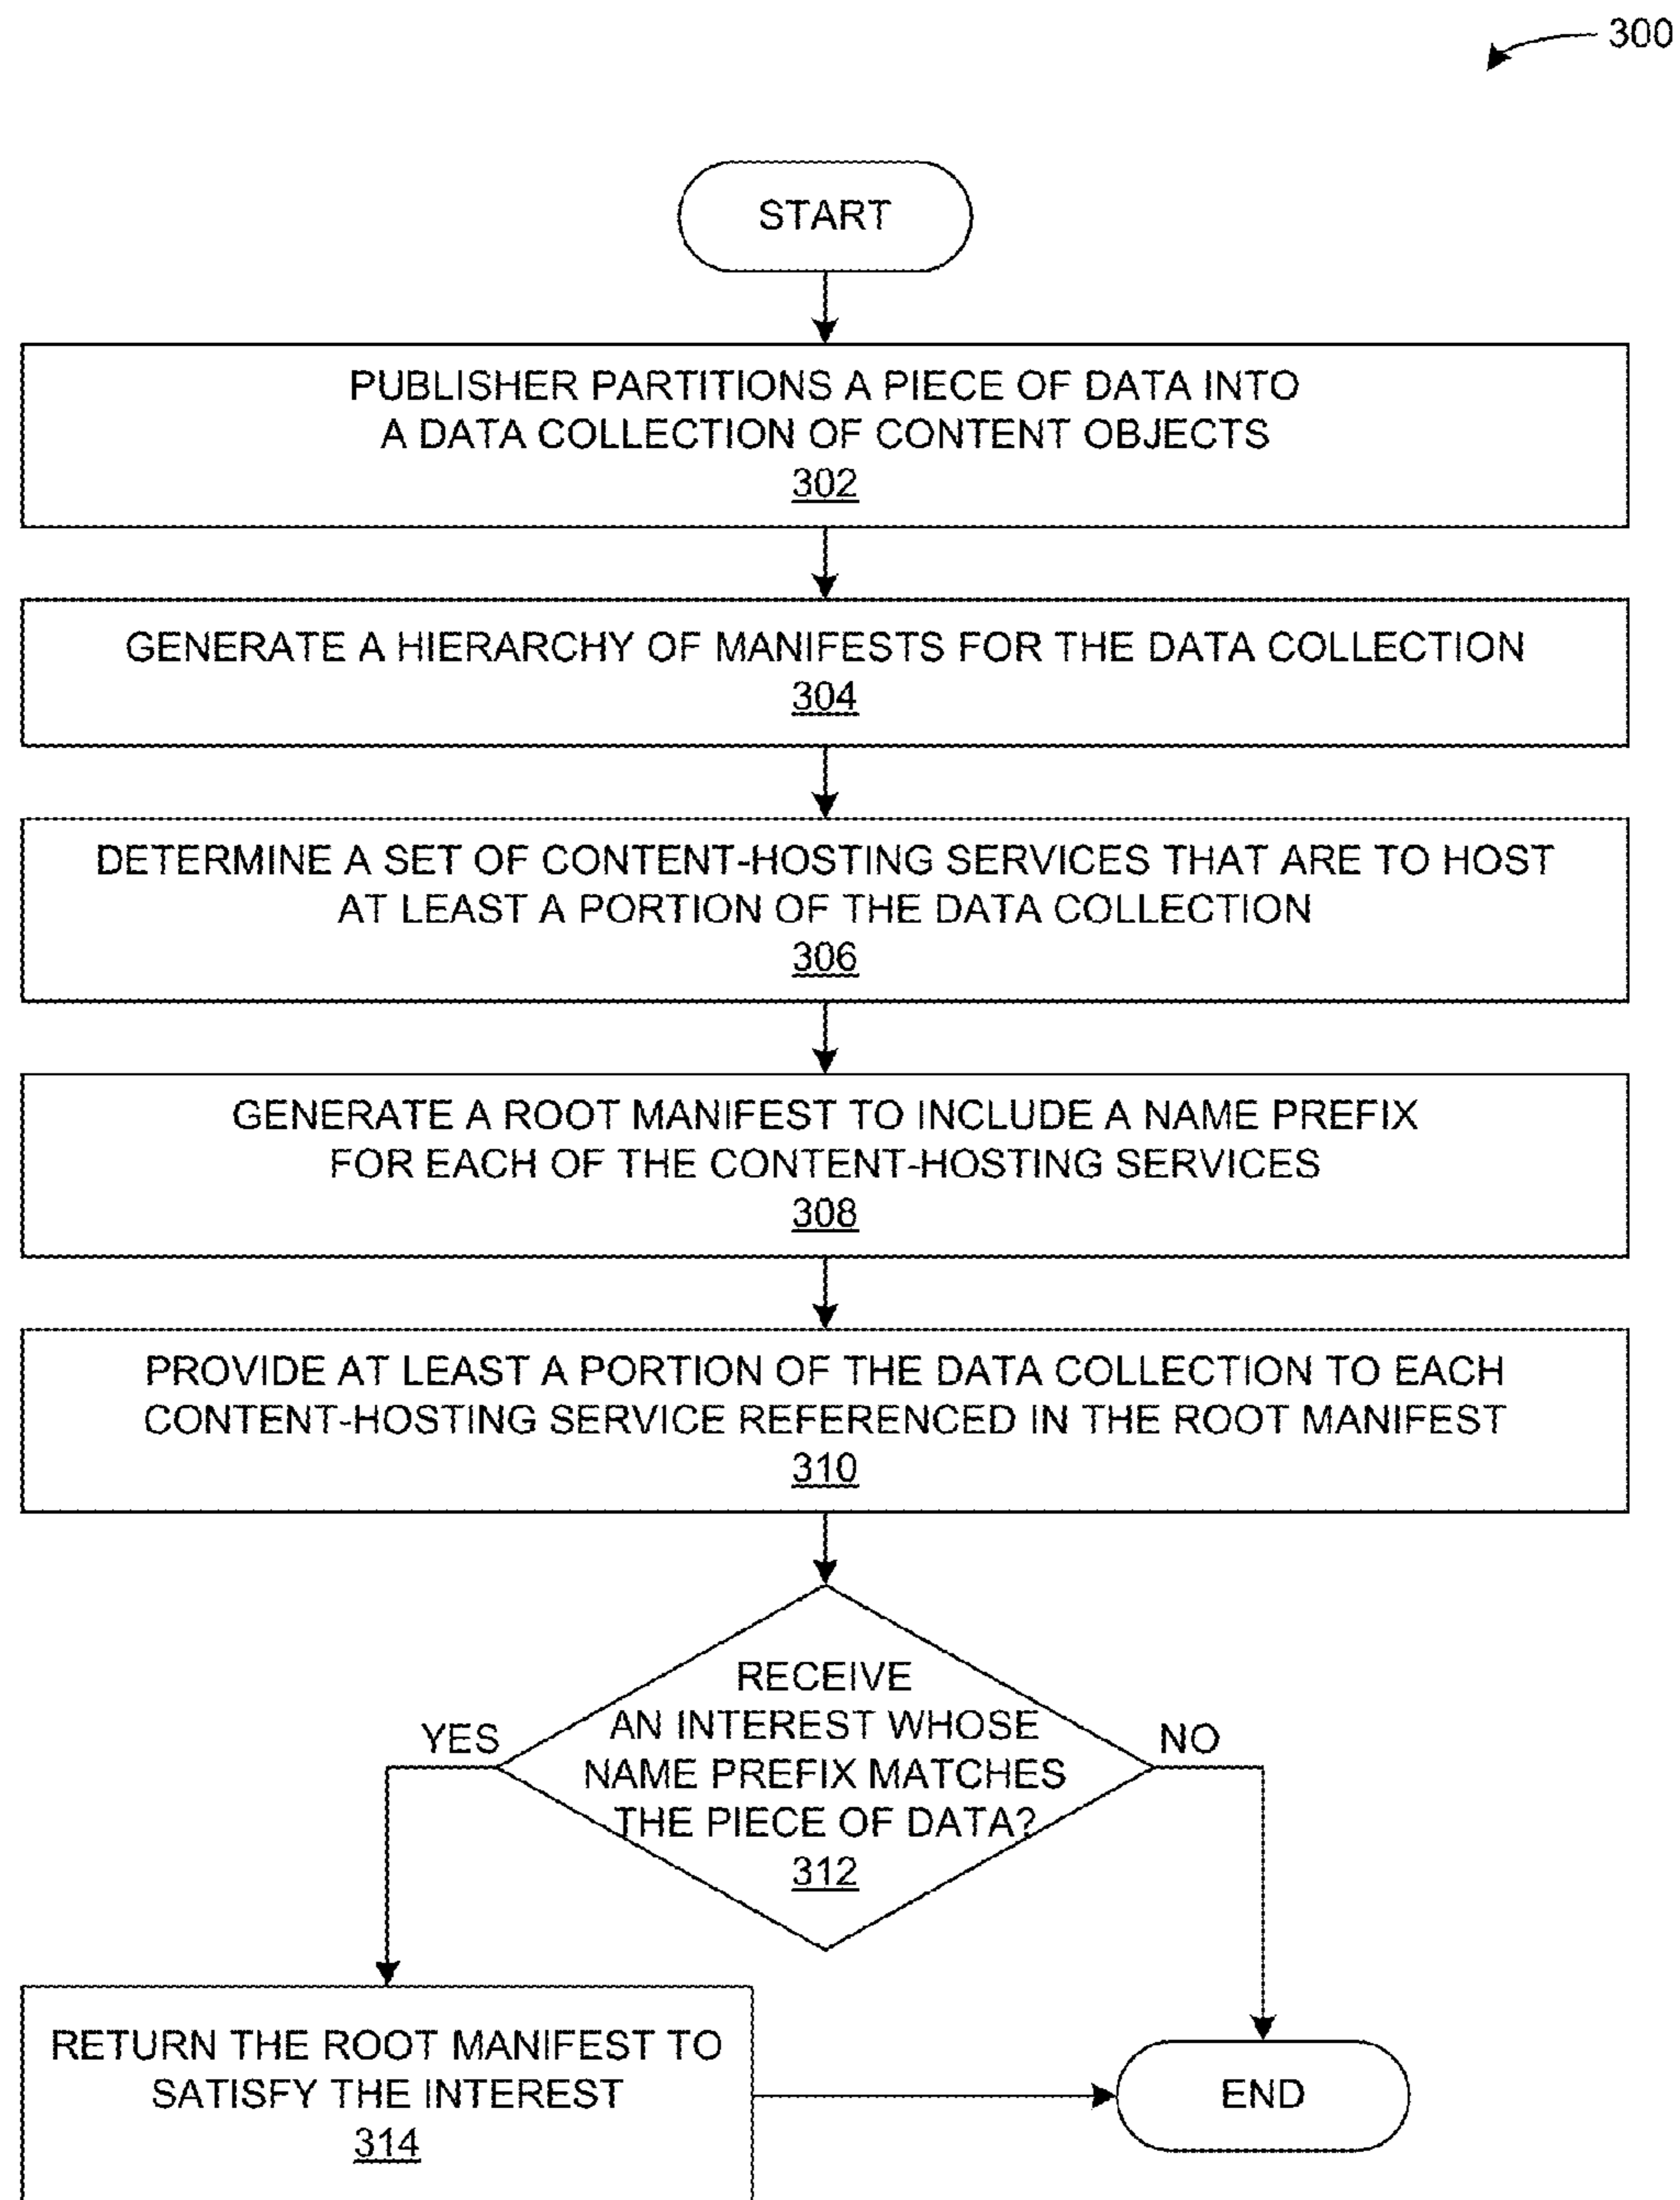 300
START
PUBLISHER PARTITIONS A PIECE OF DATA INTO
A DATA COLLECTION OF CONTENT OBJECTS
302
GENERATE A HIERARCHY OF MANIFESTS FOR THE DATA COLLECTION
304
DETERMINE A SET OF CONTENT-HOSTING SERVICES THAT ARE TO HOST
AT LEAST A PORTION OF THE DATA COLLECTION
306
GENERATE A ROOT MANIFEST TO INCLUDE A NAME PREFIX
FOR EACH OF THE CONTENT-HOSTING SERVICES
308
PROVIDE AT LEAST A PORTION OF THE DATA COLLECTION TO EACH
CONTENT-HOSTING SERVICE REFERENCED IN THE ROOT MANIFEST
310
RECEIVE
AN INTEREST WHOSE
NAME PREFIX MATCHES
THE PIECE OF DATA?
312
YES
NO
RETURN THE ROOT MANIFEST TO
SATISFY THE INTEREST
314
END